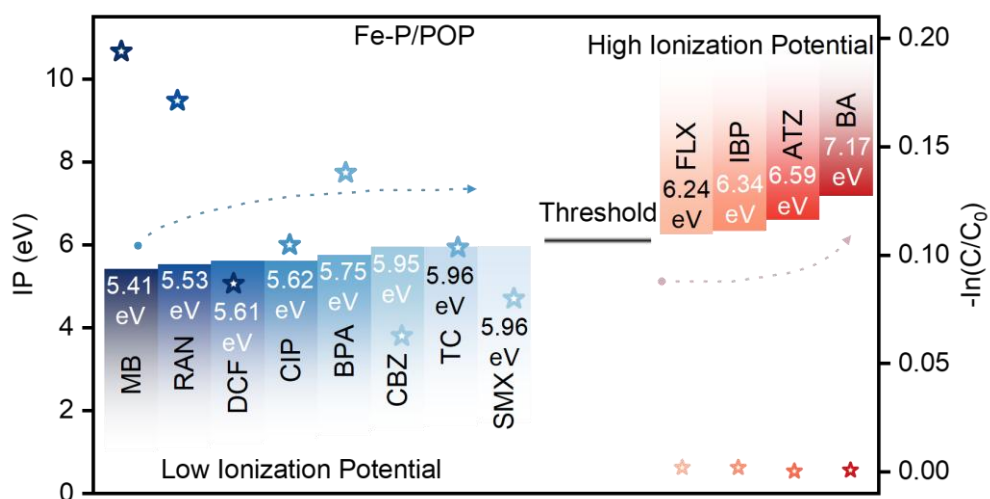 Fe-P/POP
High Ionization Potential
IP (eV)
10
8
6
4
2
0
-ln(C/C0)
0.20
0.15
0.10
0.05
0.00
5.41
eV
MB
5.53
eV
RAN
5.61
eV
DCF
5.62
eV
CIP
5.75
eV
BPA
5.95
eV
CBZ
5.96
eV
TC
5.96
eV
SMX
Threshold
FLX
6.24
eV
IBP
6.34
eV
ATZ
6.59
eV
BA
7.17
eV
Low Ionization Potential